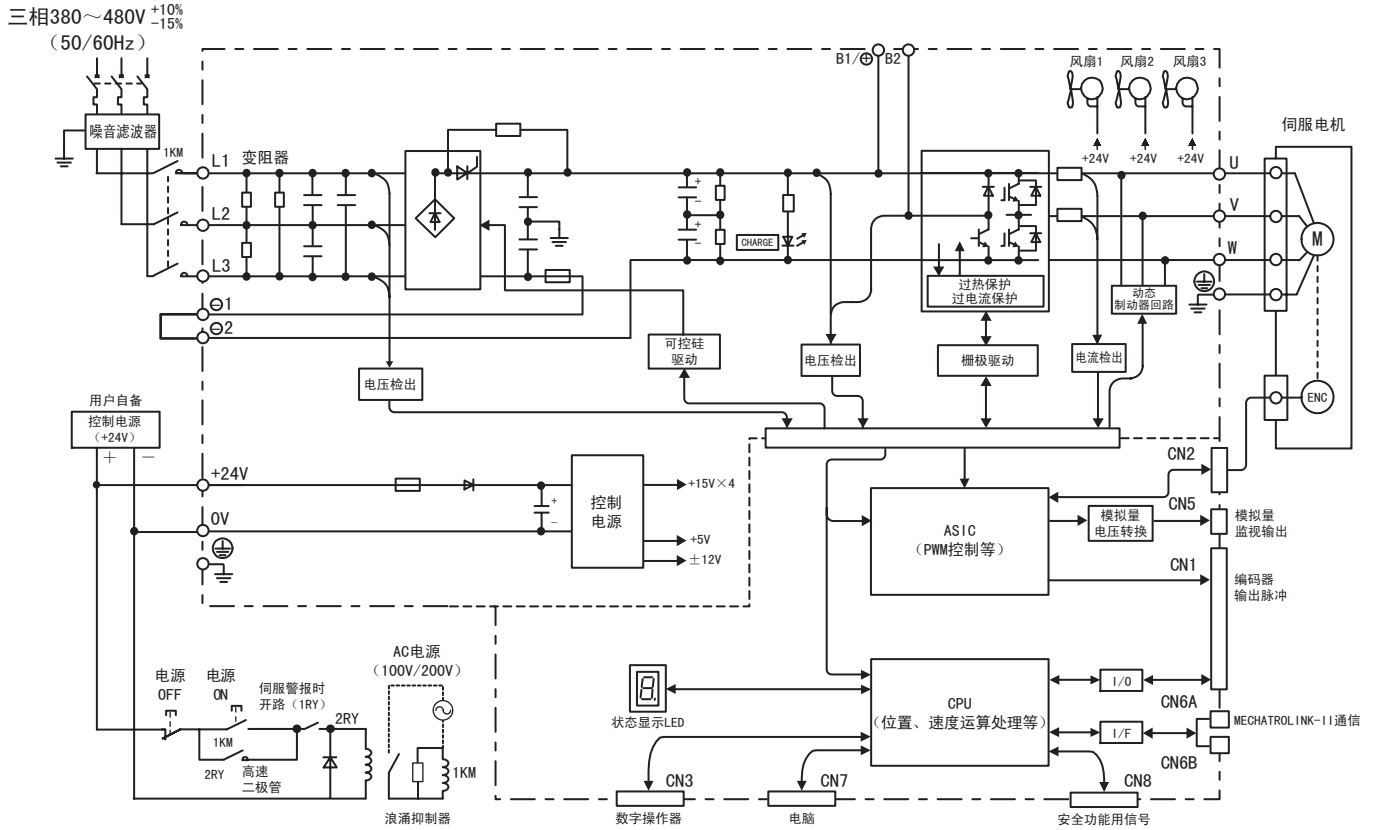 三相380～480V +10% -15%
（50/60Hz）
B1/⊕
B2
风扇1
风扇2
风扇3
+24V
+24V
+24V
伺服电机
噪音滤波器
1KM
L1
变阻器
L2
L3
⊖1
⊖2
+
−
+
−
CHARGE
过热保护
过电流保护
U
V
W
M
ENC
动态
制动器回路
可控硅
驱动
电压检出
电压检出
栅极驱动
电流检出
用户自备
控制电源
（+24V）
+
−
+24V
0V
+
−
控制
电源
+15V×4
+5V
±12V
ASIC
（PWM控制等）
模拟量
电压转换
CN2
CN5
模拟量
监视输出
CN1
编码器
输出脉冲
电源
OFF
电源
ON
伺服警报时
开路（1RY）
2RY
1KM
2RY
高速
二极管
AC电源
（100V/200V）
1KM
浪涌抑制器
8.
状态显示LED
CPU
（位置、速度运算处理等）
I/O
I/F
CN6A
MECHATROLINK-II通信
CN6B
CN3
数字操作器
CN7
电脑
CN8
安全功能用信号